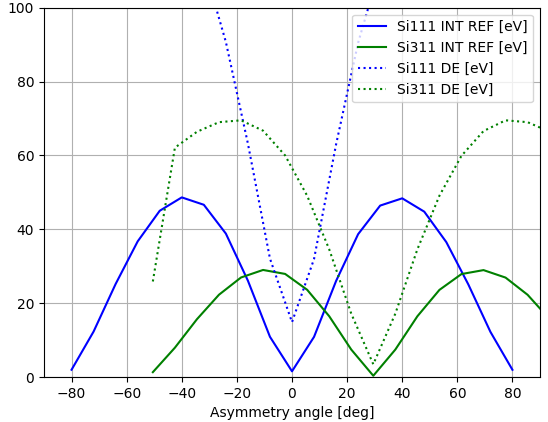 100
80
60
40
20
0
Si111 INT REF [eV]
Si311 INT REF [eV]
Si111 DE [eV]
Si311 DE [eV]
−80 −60 −40 −20 0 20 40 60 80
Asymmetry angle [deg]